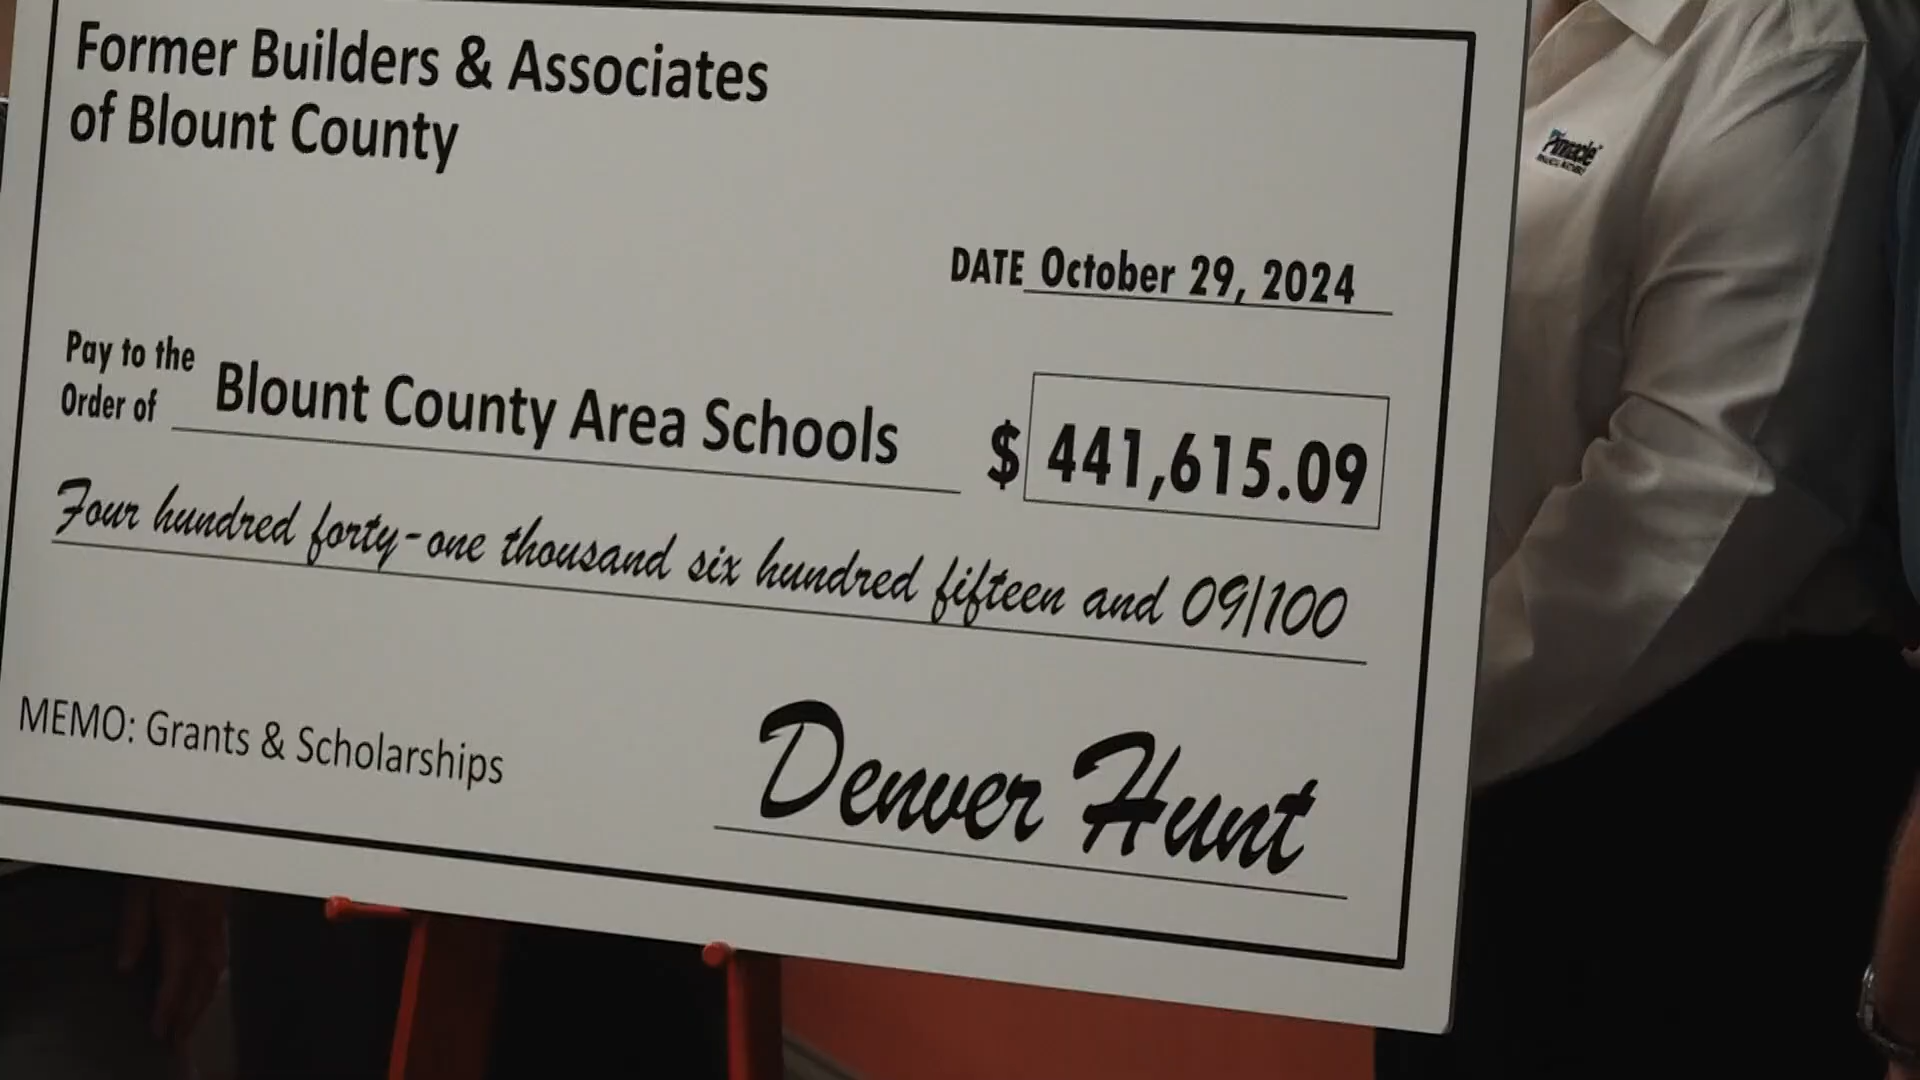 Former Builders & Associates
of Blount County
DATE October 29, 2024
Pay to the
Order of Blount County Area Schools $ 441,615.09
Four hundred forty-one thousand six hundred fifteen and 09/100
MEMO: Grants & Scholarships
Denver Hunt
Pinnacle